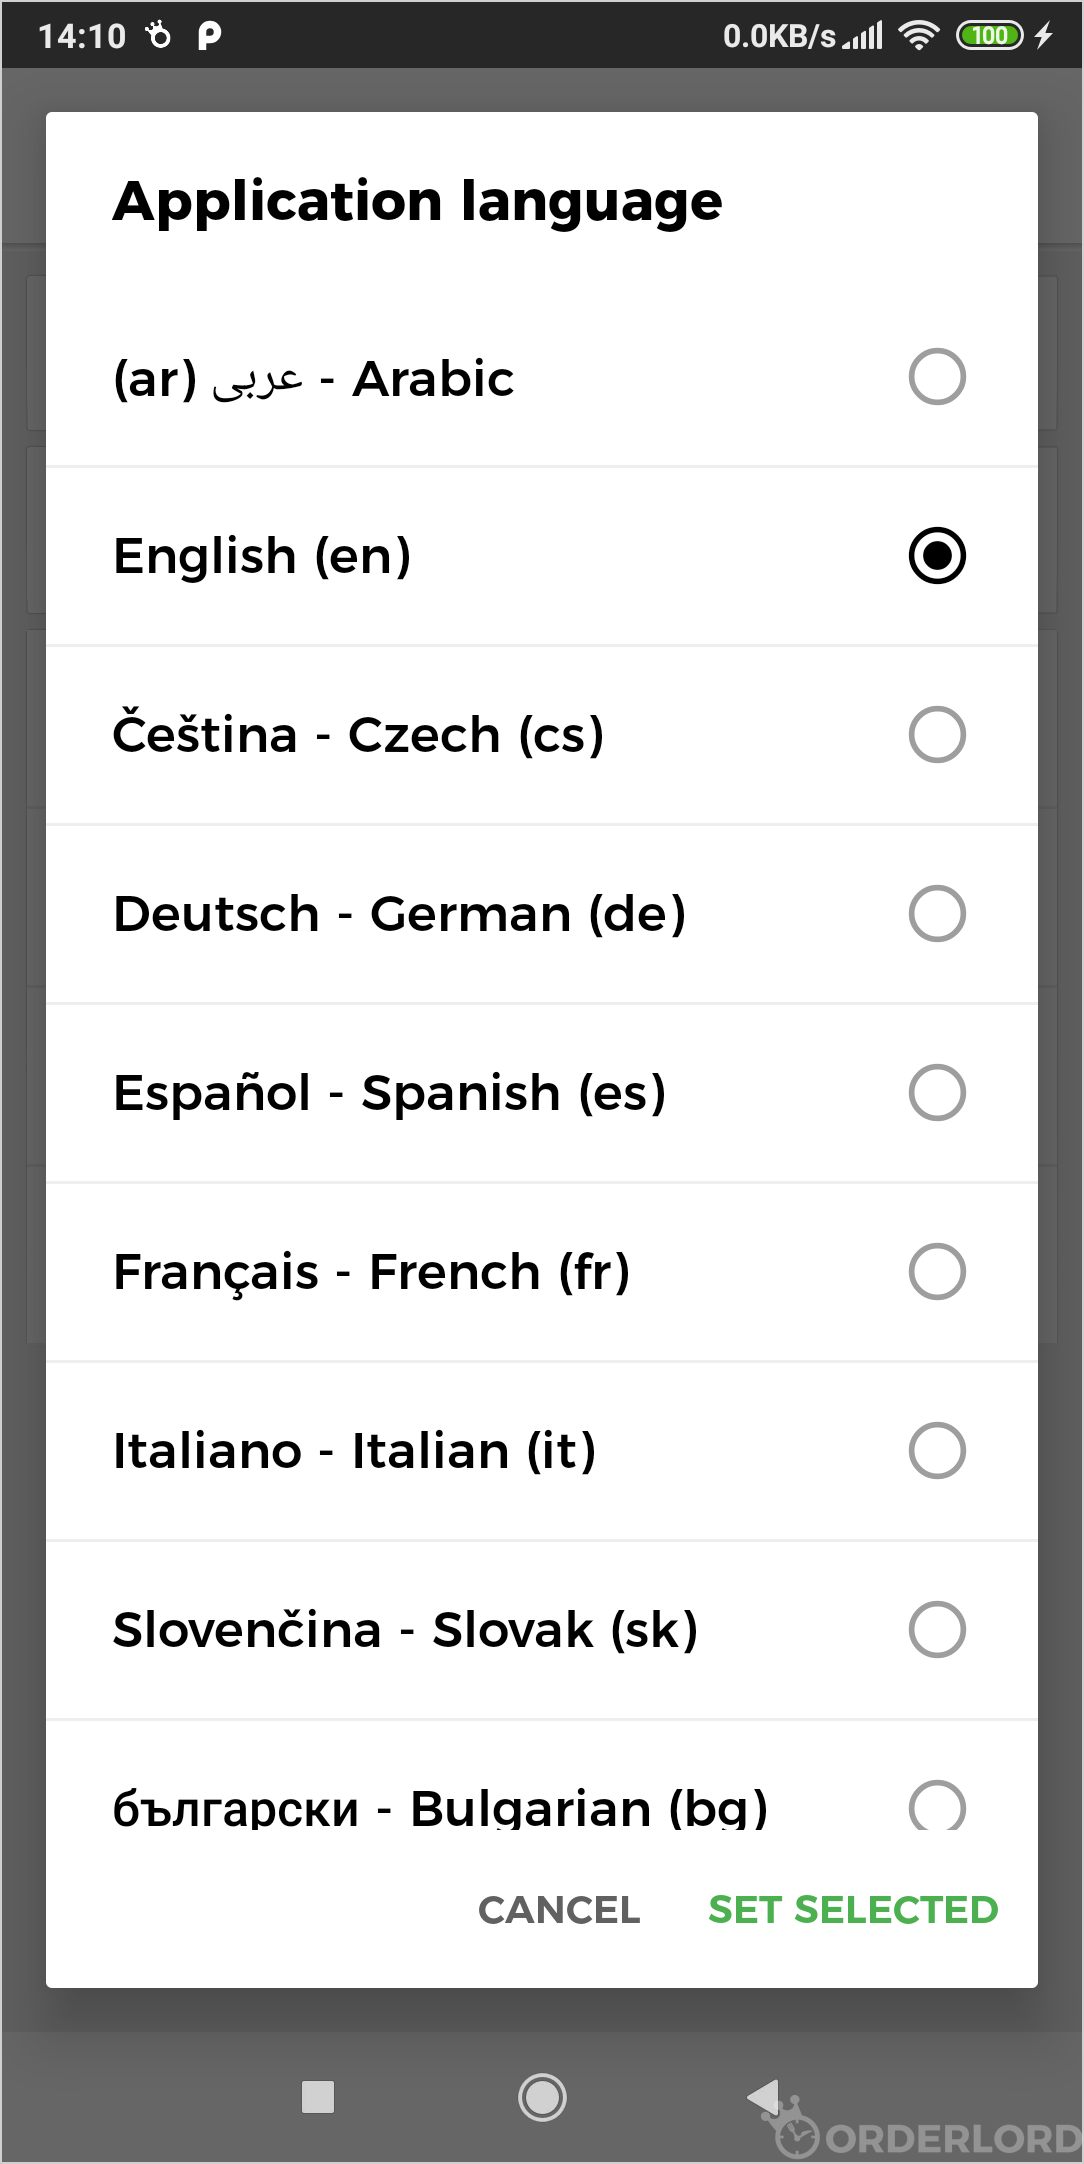 14:10
0.0KB/s
100
Application language
(ar) عربى - Arabic
English (en)
Čeština - Czech (cs)
Deutsch - German (de)
Español - Spanish (es)
Français - French (fr)
Italiano - Italian (it)
Slovenčina - Slovak (sk)
български - Bulgarian (bg)
CANCEL
SET SELECTED
ORDERLORD